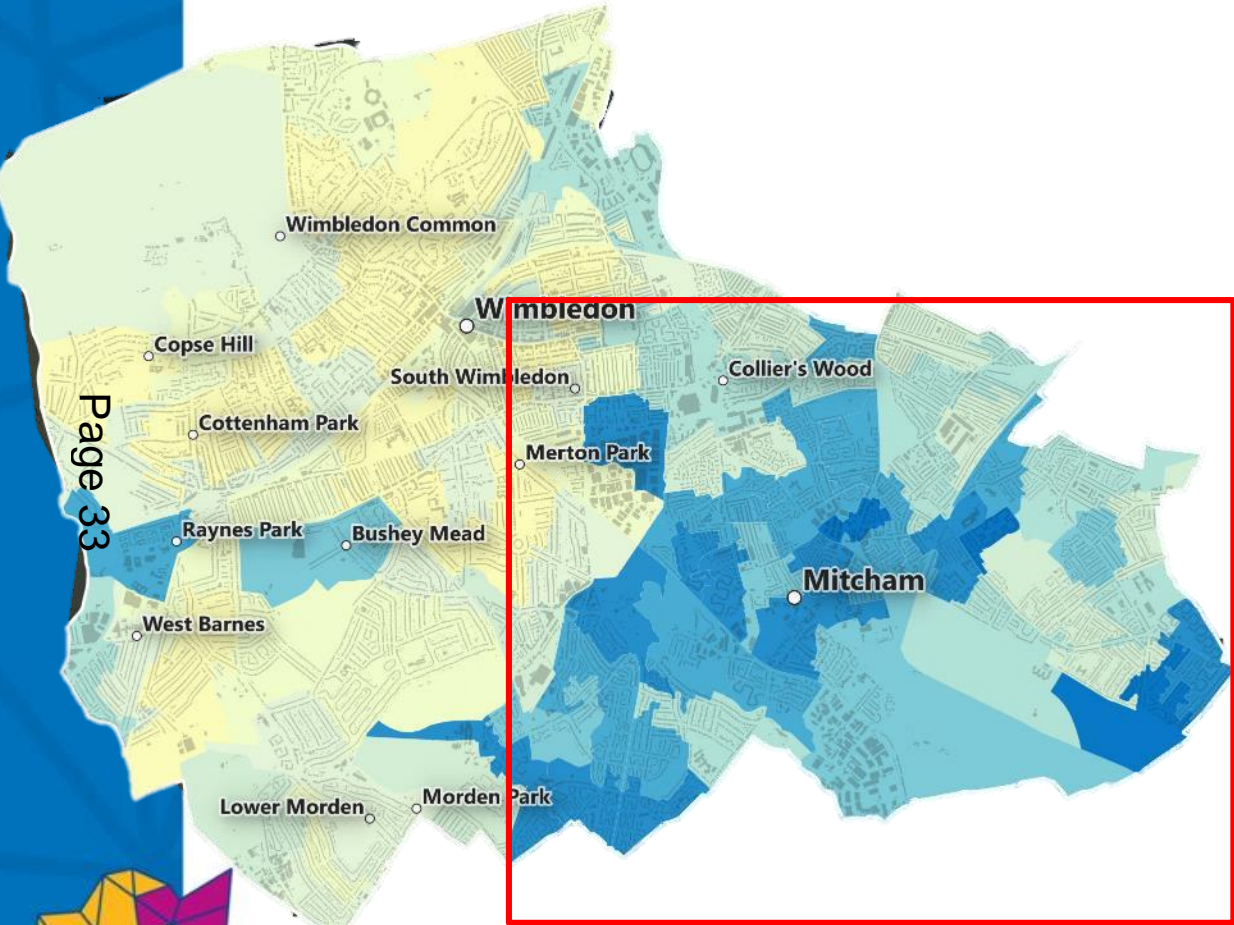 Wimbledon Common
Wimbledon
Copse Hill
South Wimbledon
Collier's Wood
Cottenham Park
Merton Park
Page 33
Raynes Park
Bushey Mead
Mitcham
West Barnes
Lower Morden
Morden Park